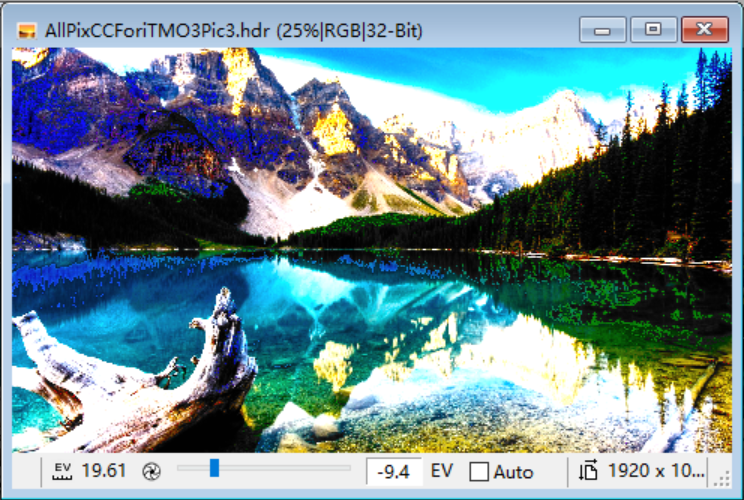 AllPixCCForiTMO3Pic3.hdr (25%|RGB|32-Bit)
EV 19.61 -9.4 EV Auto 1920 x 10...